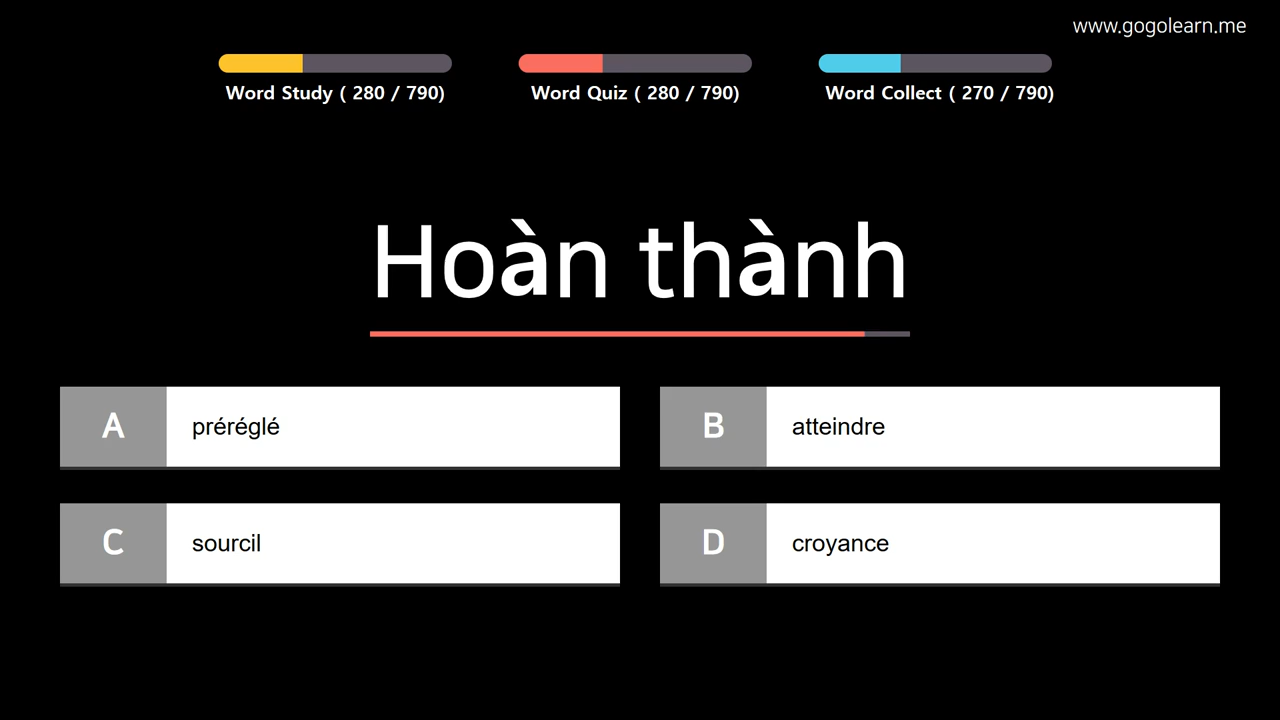 www.gogolearn.me
Word Study ( 280 / 790)
Word Quiz ( 280 / 790)
Word Collect ( 270 / 790)
Hoàn thành
A préréglé
B atteindre
C sourcil
D croyance